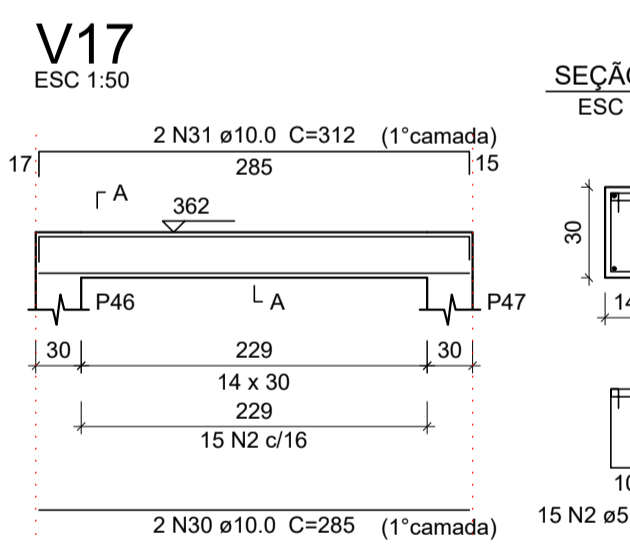 V17
ESC 1:50
2 N31 ø10.0 C=312 (1°camada)
17
285
15
A
362
P46
A
P47
30
229
30
14 x 30
229
15 N2 c/16
2 N30 ø10.0 C=285 (1°camada)
ESC
30
15 N2 ø5